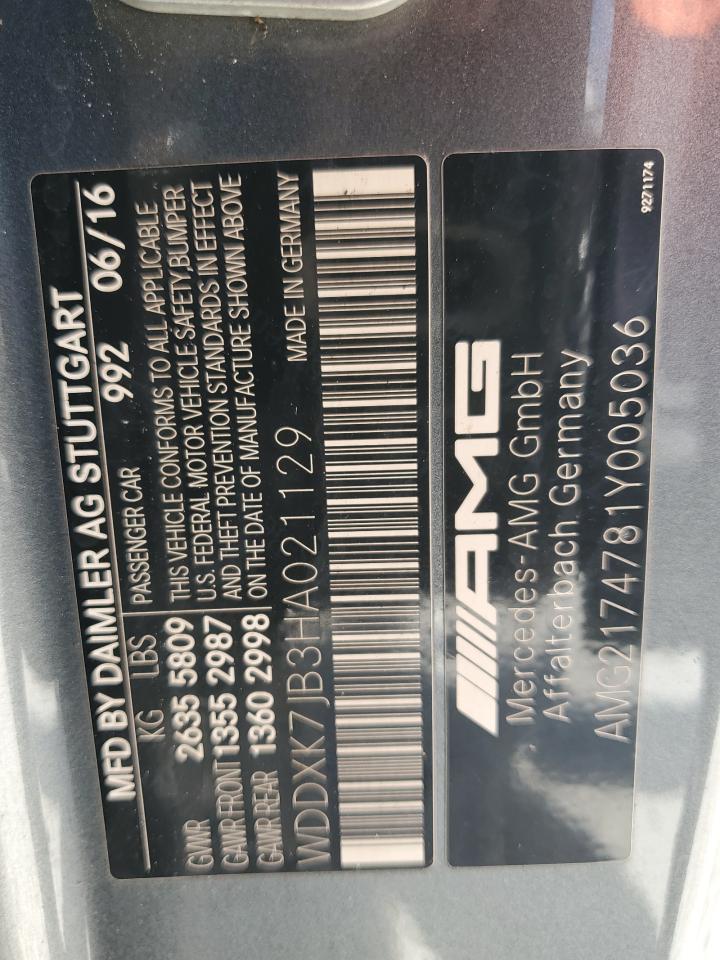 MFD BY DAIMLER AG STUTTGART
KG LBS PASSENGER CAR 992 06/16
GVWR 2635 5809 THIS VEHICLE CONFORMS TO ALL APPLICABLE
GAWR-FRONT 1355 2987 U.S. FEDERAL MOTOR VEHICLE SAFETY,BUMPER
GAWR-REAR 1360 2998 AND THEFT PREVENTION STANDARDS IN EFFECT
ON THE DATE OF MANUFACTURE SHOWN ABOVE
WDDXK7JB3HA021129 MADE IN GERMANY
AMG
Mercedes-AMG GmbH
Affalterbach Germany
AMG2174781Y005036
9271174